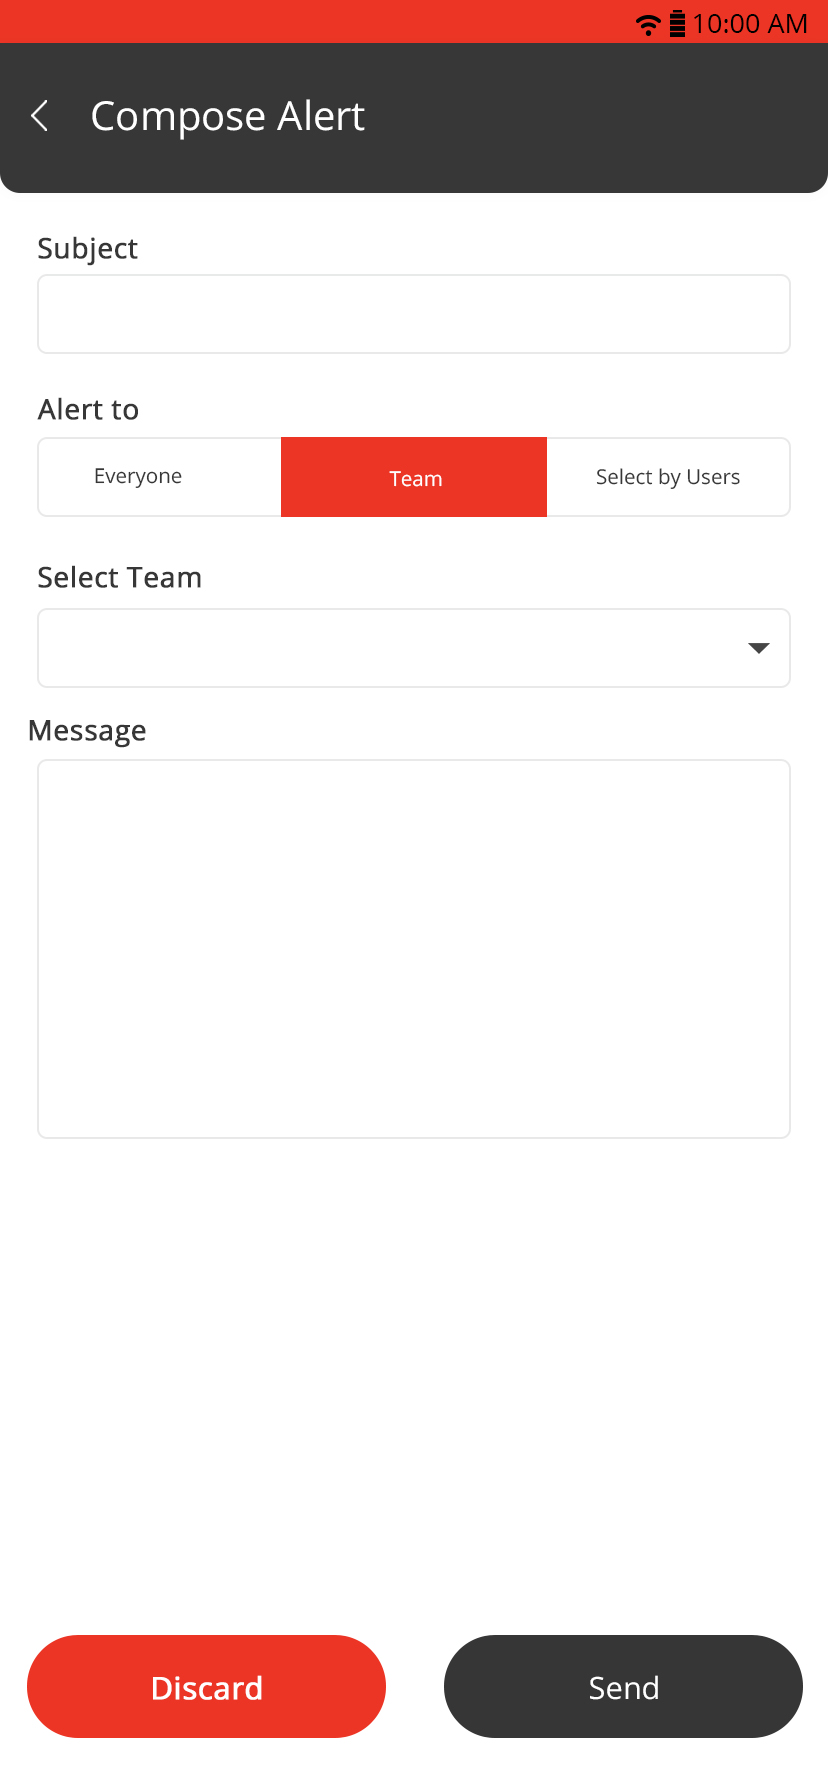 10:00 AM
Compose Alert
Subject
Alert to
Everyone Team Select by Users
Select Team
Message
Discard Send